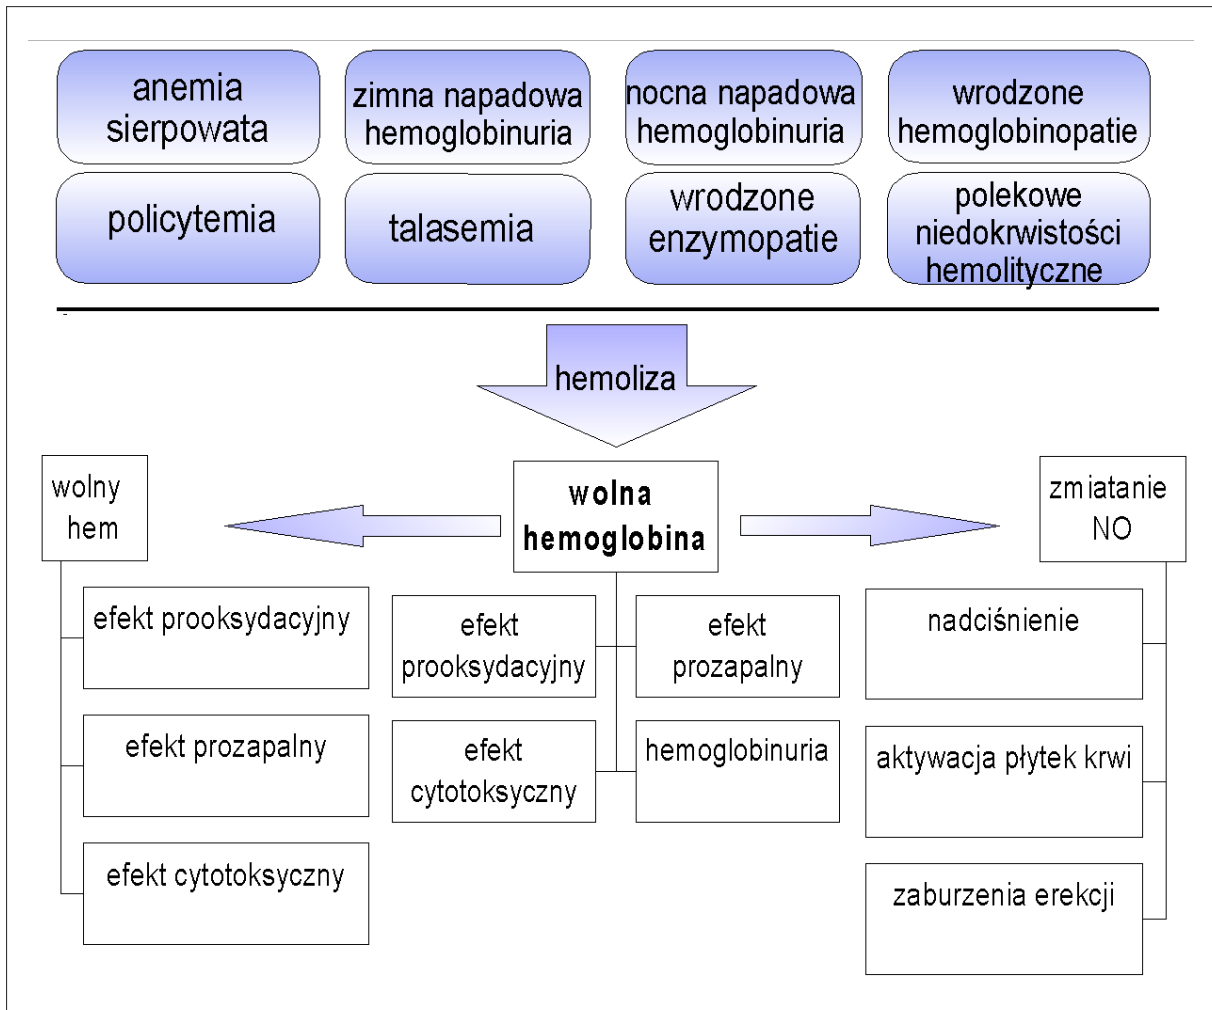 anemia
sierpowata
zimna napadowa
hemoglobinuria
nocna napadowa
hemoglobinuria
wrodzone
hemoglobinopatie
policytemia
talasemia
wrodzone
enzymopatie
polekowe
niedokrwistości
hemolityczne
hemoliza
wolny
hem
efekt prooksydacyjny
efekt prozapalny
efekt cytotoksyczny
wolna
hemoglobina
efekt
prooksydacyjny
efekt
prozapalny
efekt
cytotoksyczny
hemoglobinuria
zmiatanie
NO
nadciśnienie
aktywacja płytek krwi
zaburzenia erekcji